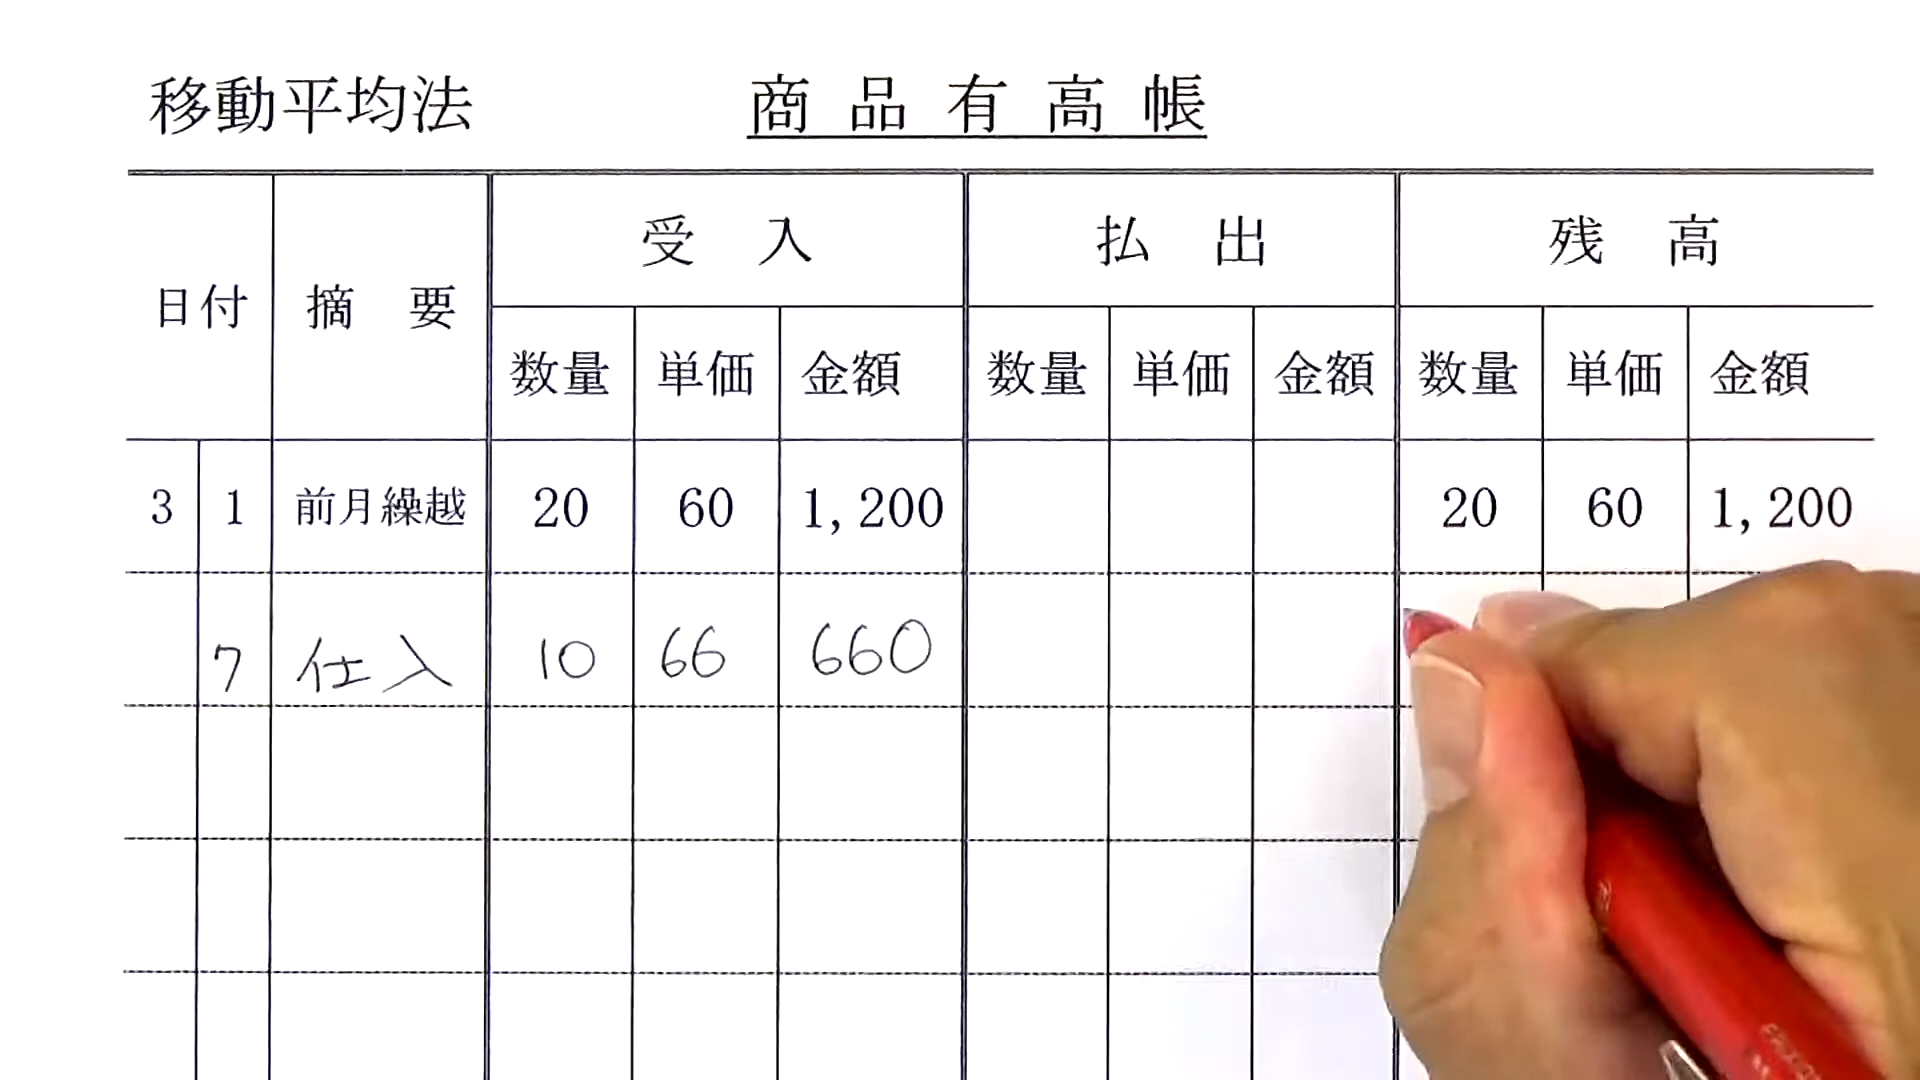 移動平均法 商品有高帳
日付 摘要 受入 払出 残高
数量 単価 金額 数量 単価 金額 数量 単価 金額
3 1 前月繰越 20 60 1,200 20 60 1,200
7 仕入 10 66 660